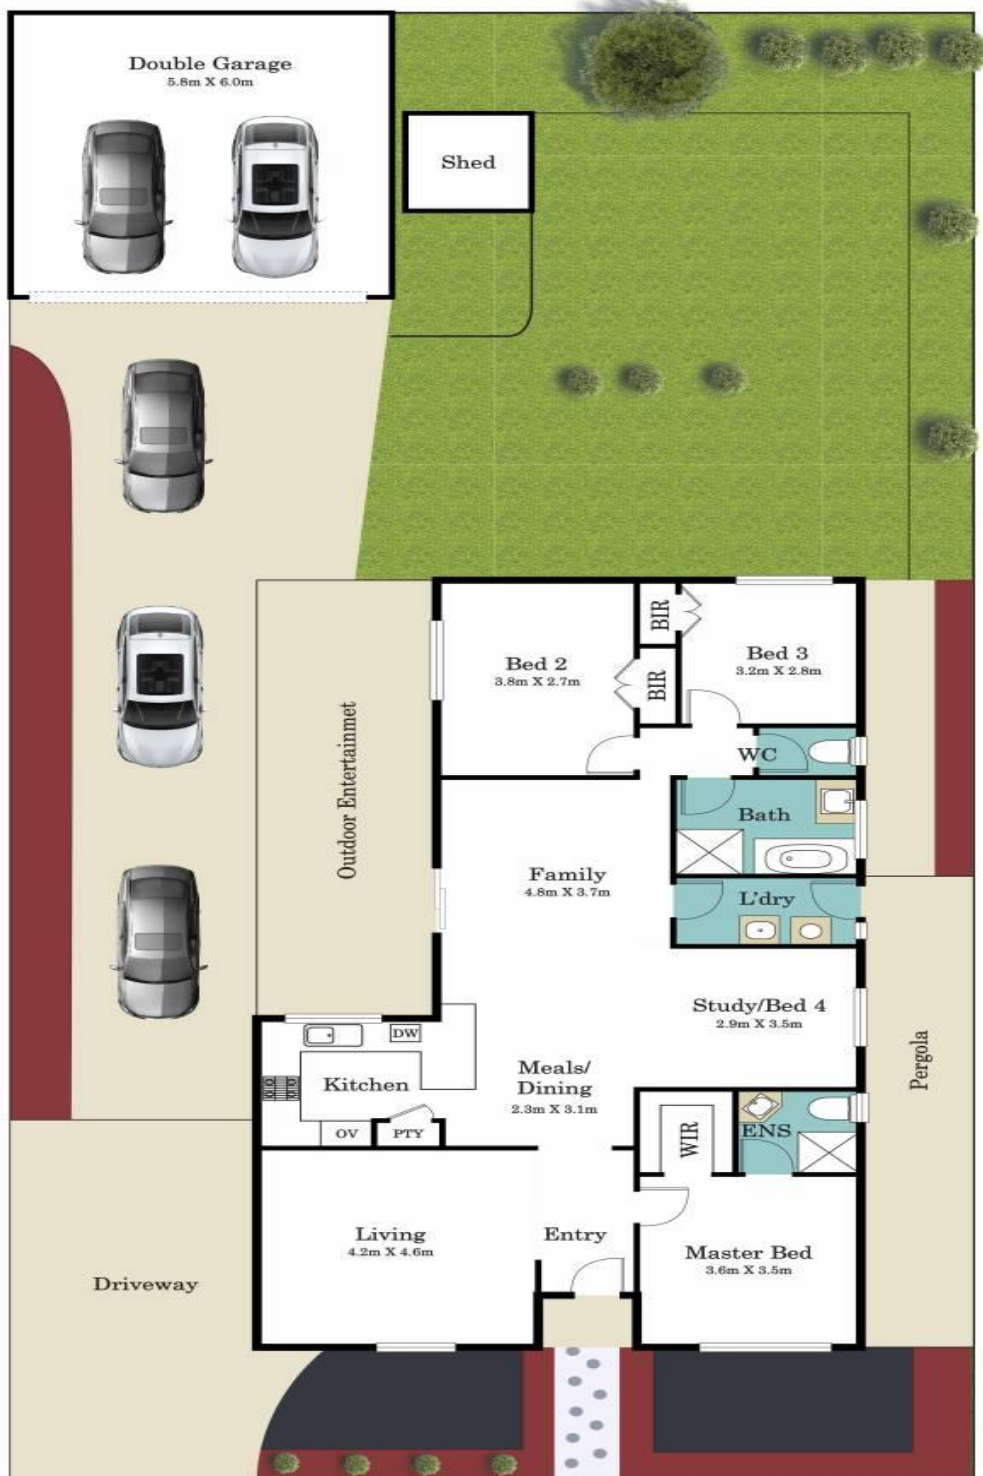 Double Garage
5.8m X 6.0m
Shed
BIR
Bed 3
3.2m X 2.8m
Bed 2
3.8m X 2.7m
BIR
WC
Outdoor Entertainmet
Bath
Family
4.8m X 3.7m
L'dry
Study/Bed 4
2.9m X 3.5m
DW
Kitchen
Meals/
Dining
2.3m X 3.1m
Pergola
OV
PTY
WIR
ENS
Living
4.2m X 4.6m
Entry
Master Bed
3.6m X 3.5m
Driveway